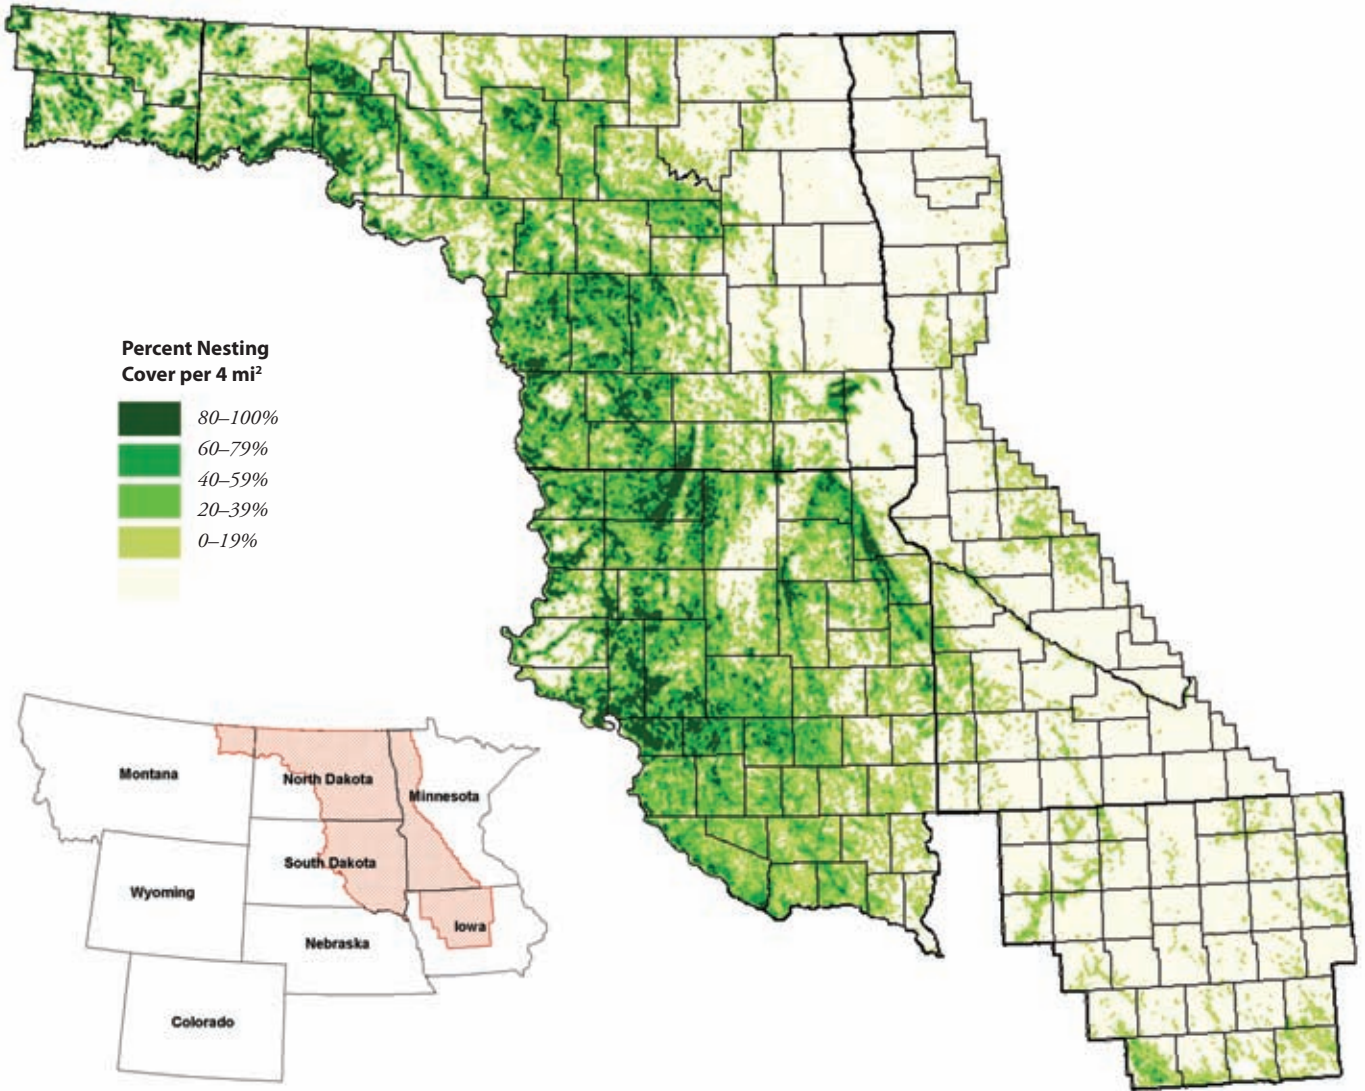 Percent Nesting
Cover per 4 mi²
80–100%
60–79%
40–59%
20–39%
0–19%
Montana
North Dakota
Minnesota
South Dakota
Wyoming
Iowa
Nebraska
Colorado